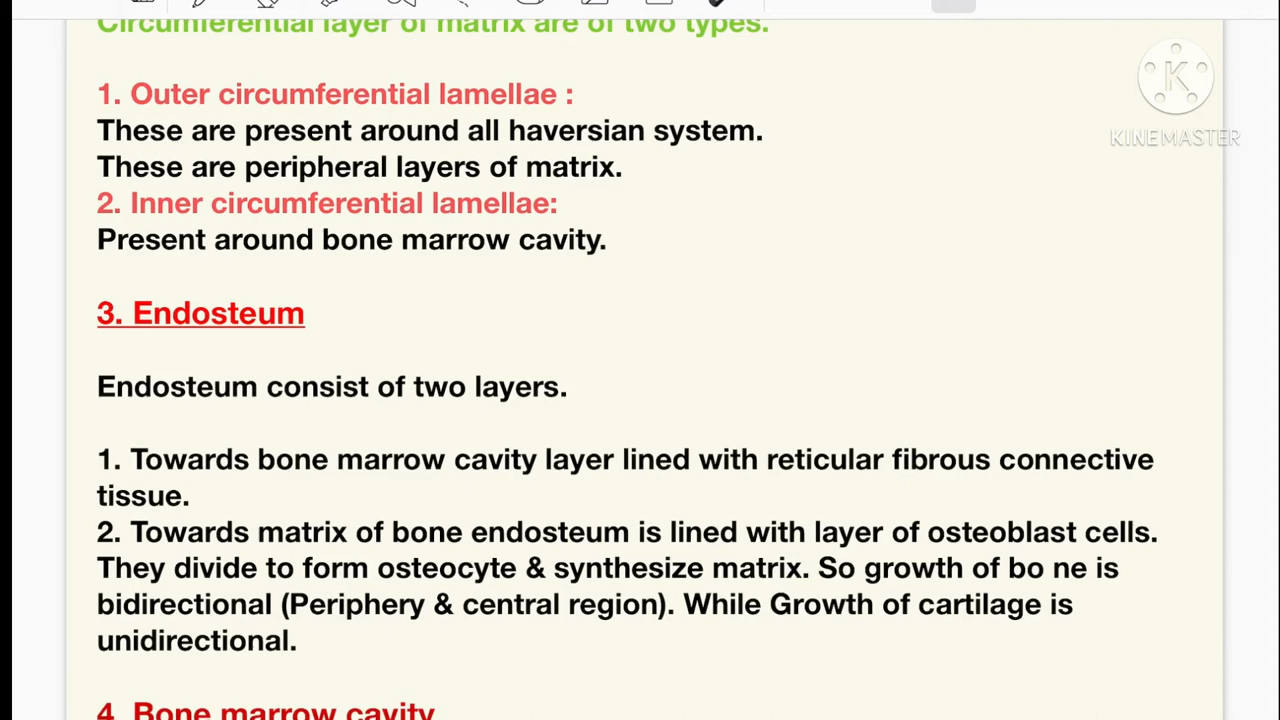 Circumferential layer of matrix are of two types.
1. Outer circumferential lamellae :
These are present around all haversian system.
These are peripheral layers of matrix.
2. Inner circumferential lamellae:
Present around bone marrow cavity.
3. Endosteum
Endosteum consist of two layers.
1. Towards bone marrow cavity layer lined with reticular fibrous connective
tissue.
2. Towards matrix of bone endosteum is lined with layer of osteoblast cells.
They divide to form osteocyte & synthesize matrix. So growth of bo ne is
bidirectional (Periphery & central region). While Growth of cartilage is
unidirectional.
4. Bone marrow cavity
K
KINEMASTER